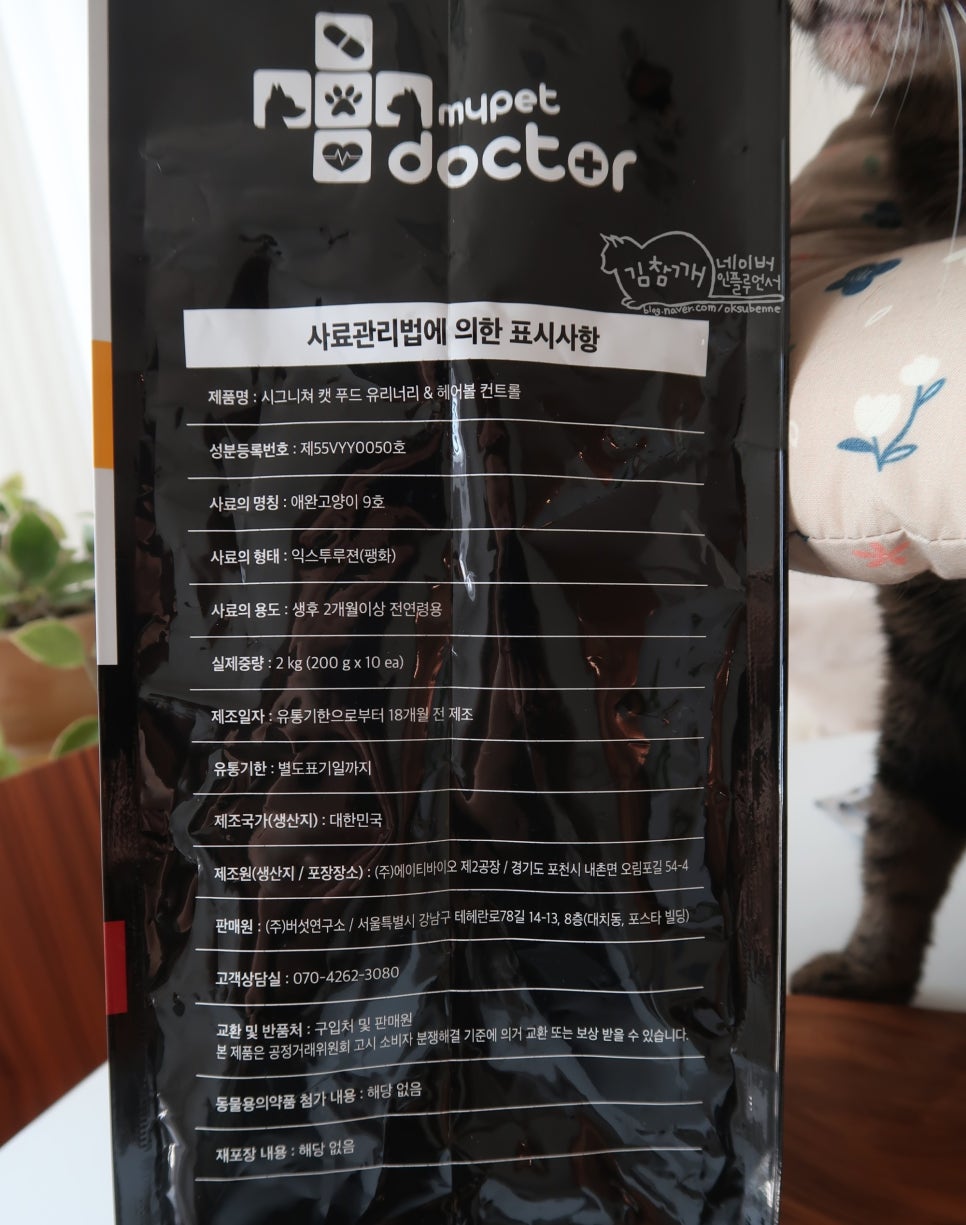 mypet
doctor
김참깨
네이버
인플루언서
blog.naver.com/oksubenne
사료관리법에 의한 표시사항
제품명 : 시그니쳐 캣 푸드 유리너리 & 헤어볼 컨트롤
성분등록번호 : 제55VYY0050호
사료의 명칭 : 애완고양이 9호
사료의 형태 : 익스투루젼(팽화)
사료의 용도 : 생후 2개월이상 전연령용
실제중량 : 2 kg (200 g x 10 ea)
제조일자 : 유통기한으로부터 18개월 전 제조
유통기한 : 별도표기일까지
제조국가(생산지) : 대한민국
제조원(생산지 / 포장장소) : (주)에이티바이오 제2공장 / 경기도 포천시 내촌면 오림포길 54-4
판매원 : (주)버섯연구소 / 서울특별시 강남구 테헤란로78길 14-13, 8층(대치동, 포스타 빌딩)
고객상담실 : 070-4262-3080
교환 및 반품처 : 구입처 및 판매원
본 제품은 공정거래위원회 고시 소비자 분쟁해결 기준에 의거 교환 또는 보상 받을 수 있습니다.
동물용의약품 첨가 내용 : 해당 없음
재포장 내용 : 해당 없음